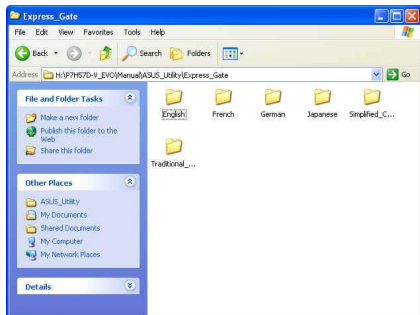 Express_Gate
File Edit View Favorites Tools Help
Back Search Folders
Address H:\P7H57D-V_EVO\Manual\ASUS_Utility\Express_Gate Go
File and Folder Tasks
Make a new folder
Publish this folder to the
Web
Share this folder
Other Places
ASUS_Utility
My Documents
Shared Documents
My Computer
My Network Places
Details
English French German Japanese Simplified_C...
Traditional_...